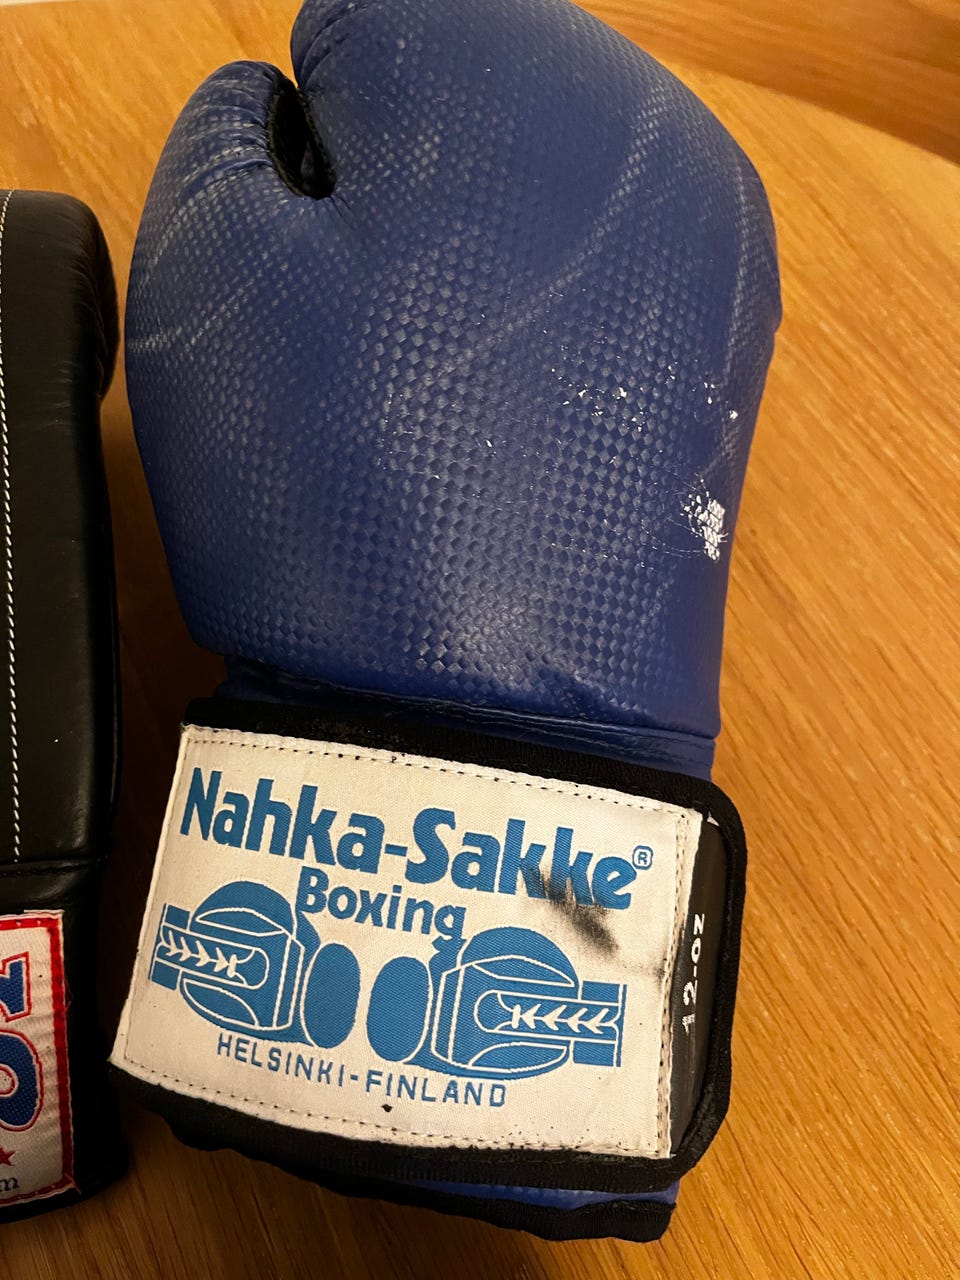 Nahka-Sakke®
Boxing
HELSINKI-FINLAND
12-OZ